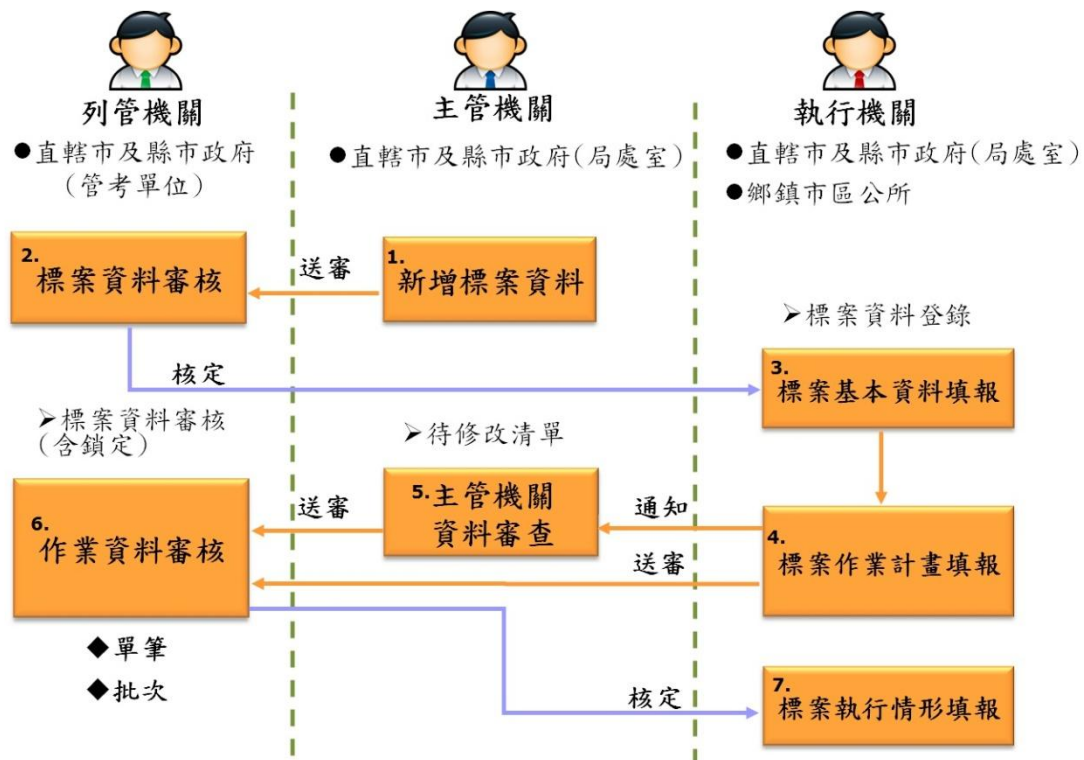 列管機關
●直轄市及縣市政府
(管考單位)
主管機關
●直轄市及縣市政府(局處室)
執行機關
●直轄市及縣市政府(局處室)
●鄉鎮市區公所
2.
標案資料審核
送審
1.
新增標案資料
核定
➢標案資料登錄
3.
標案基本資料填報
➢標案資料審核
(含鎖定)
➢待修改清單
6.
作業資料審核
送審
5.主管機關
資料審查
通知
送審
4.
標案作業計畫填報
◆單筆
◆批次
核定
7.
標案執行情形填報